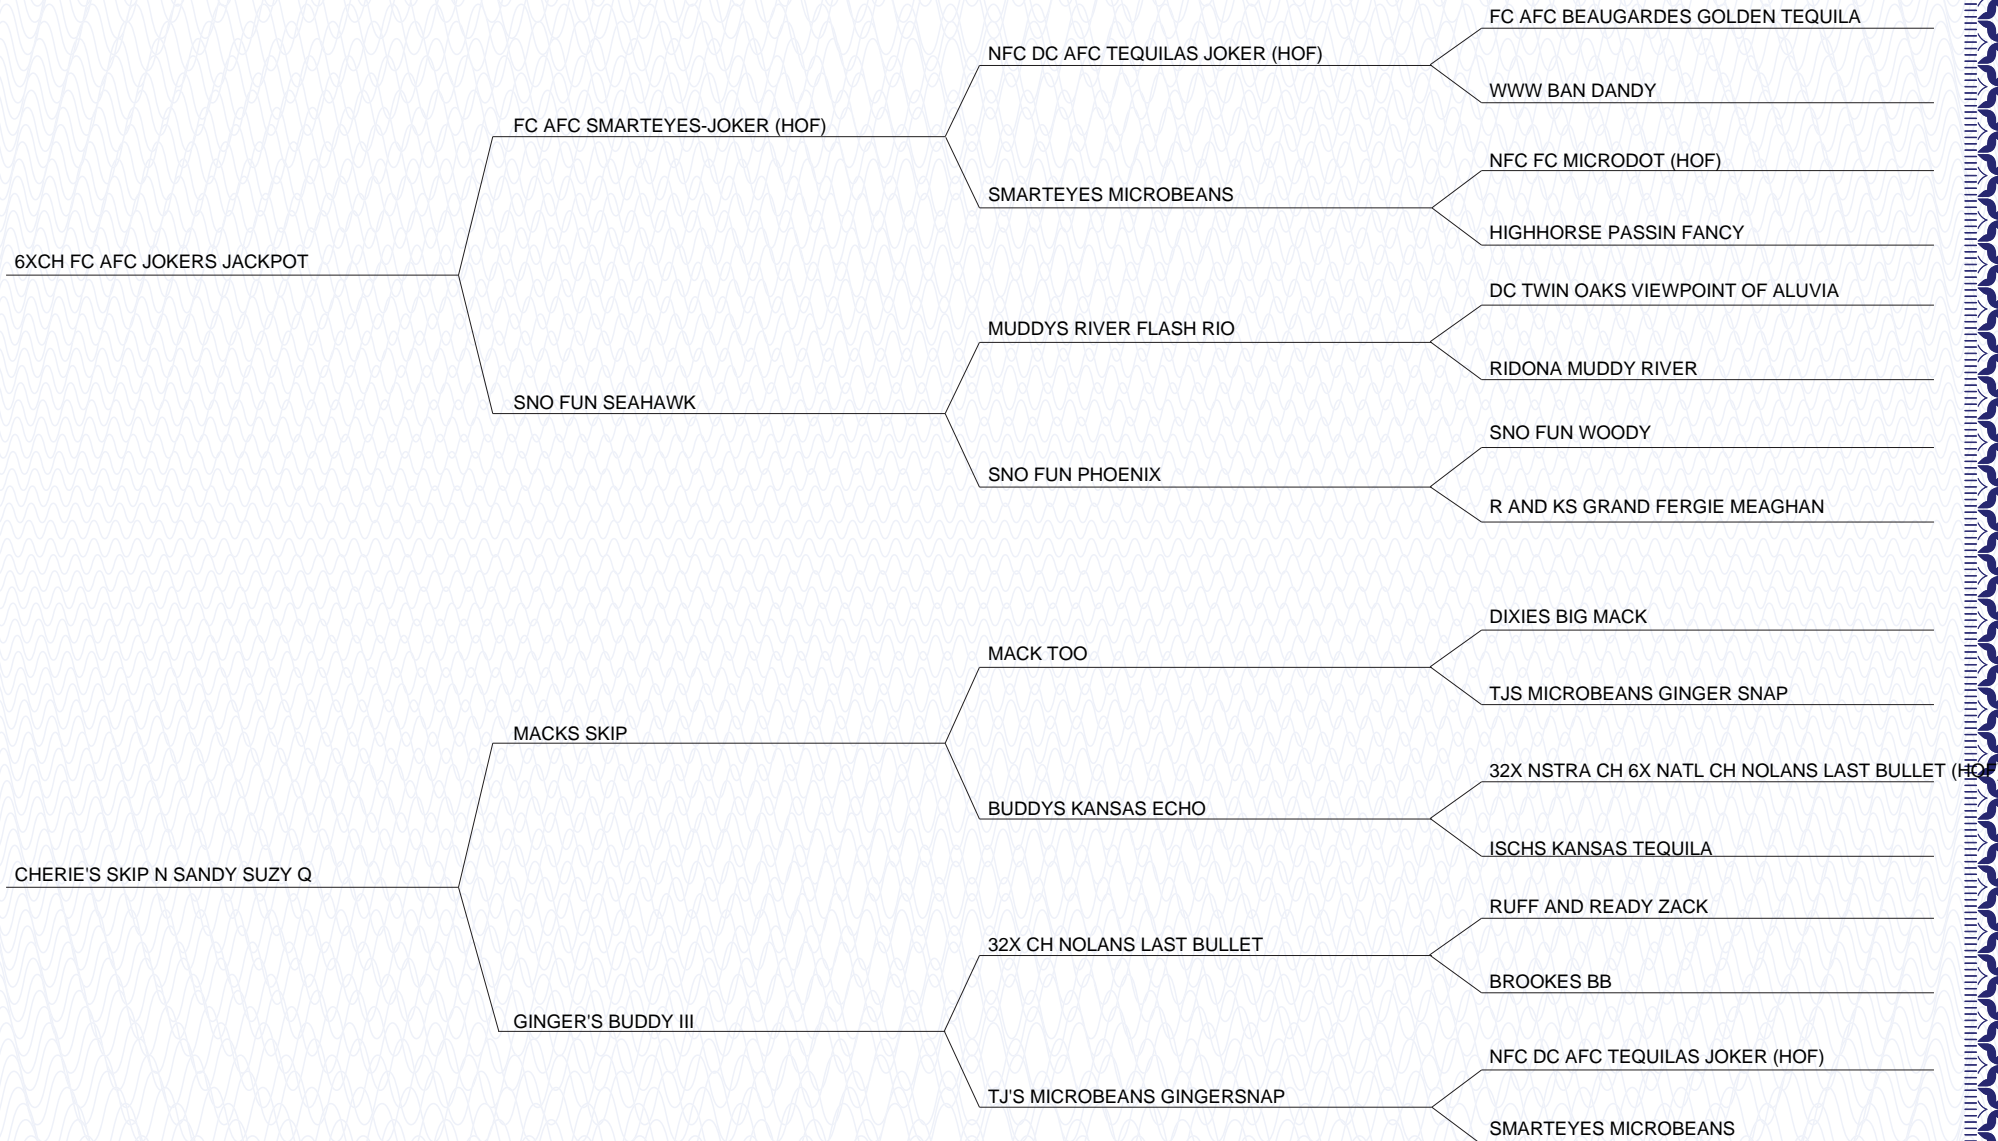 FC AFC BEAUGARDES GOLDEN TEQUILA
NFC DC AFC TEQUILAS JOKER (HOF)
WWW BAN DANDY
FC AFC SMARTEYES-JOKER (HOF)
NFC FC MICRODOT (HOF)
SMARTEYES MICROBEANS
HIGHHORSE PASSIN FANCY
6XCH FC AFC JOKERS JACKPOT
DC TWIN OAKS VIEWPOINT OF ALUVIA
MUDDYS RIVER FLASH RIO
RIDONA MUDDY RIVER
SNO FUN SEAHAWK
SNO FUN WOODY
SNO FUN PHOENIX
R AND KS GRAND FERGIE MEAGHAN
DIXIES BIG MACK
MACK TOO
TJS MICROBEANS GINGER SNAP
MACKS SKIP
32X NSTRA CH 6X NATL CH NOLANS LAST BULLET (HOF
BUDDYS KANSAS ECHO
ISCHS KANSAS TEQUILA
CHERIE'S SKIP N SANDY SUZY Q
RUFF AND READY ZACK
32X CH NOLANS LAST BULLET
BROOKES BB
GINGER'S BUDDY III
NFC DC AFC TEQUILAS JOKER (HOF)
TJ'S MICROBEANS GINGERSNAP
SMARTEYES MICROBEANS